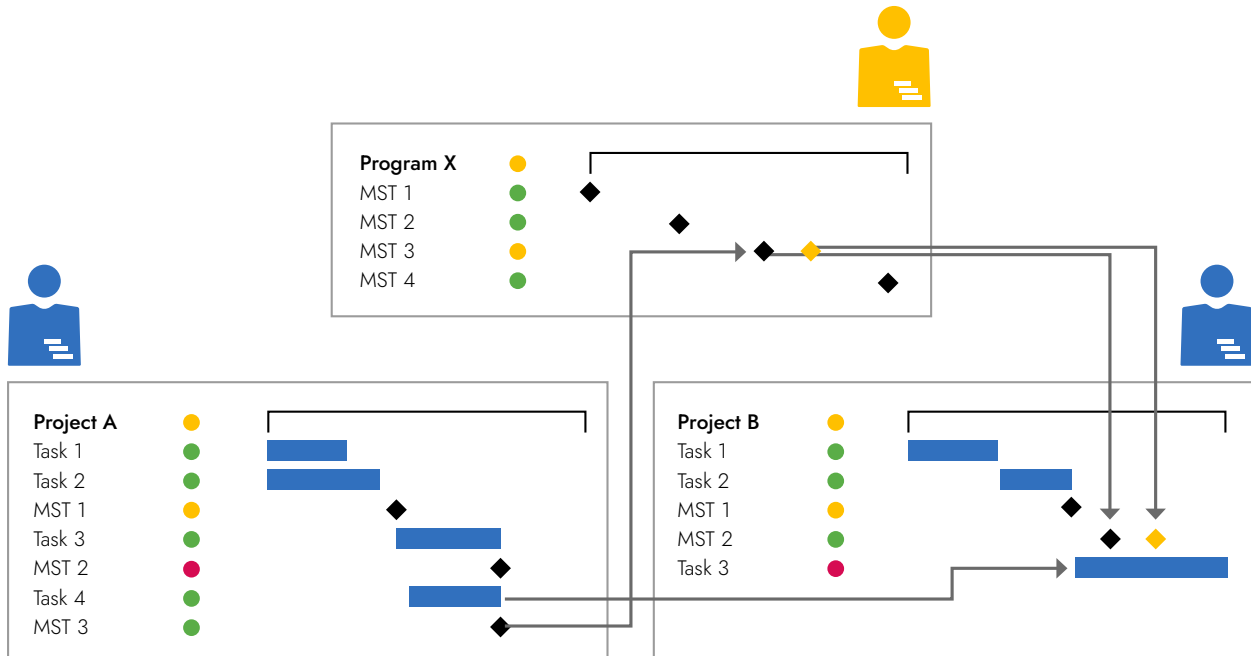 Program X
MST 1
MST 2
MST 3
MST 4
Project A
Task 1
Task 2
MST 1
Task 3
MST 2
Task 4
MST 3
Project B
Task 1
Task 2
MST 1
MST 2
Task 3